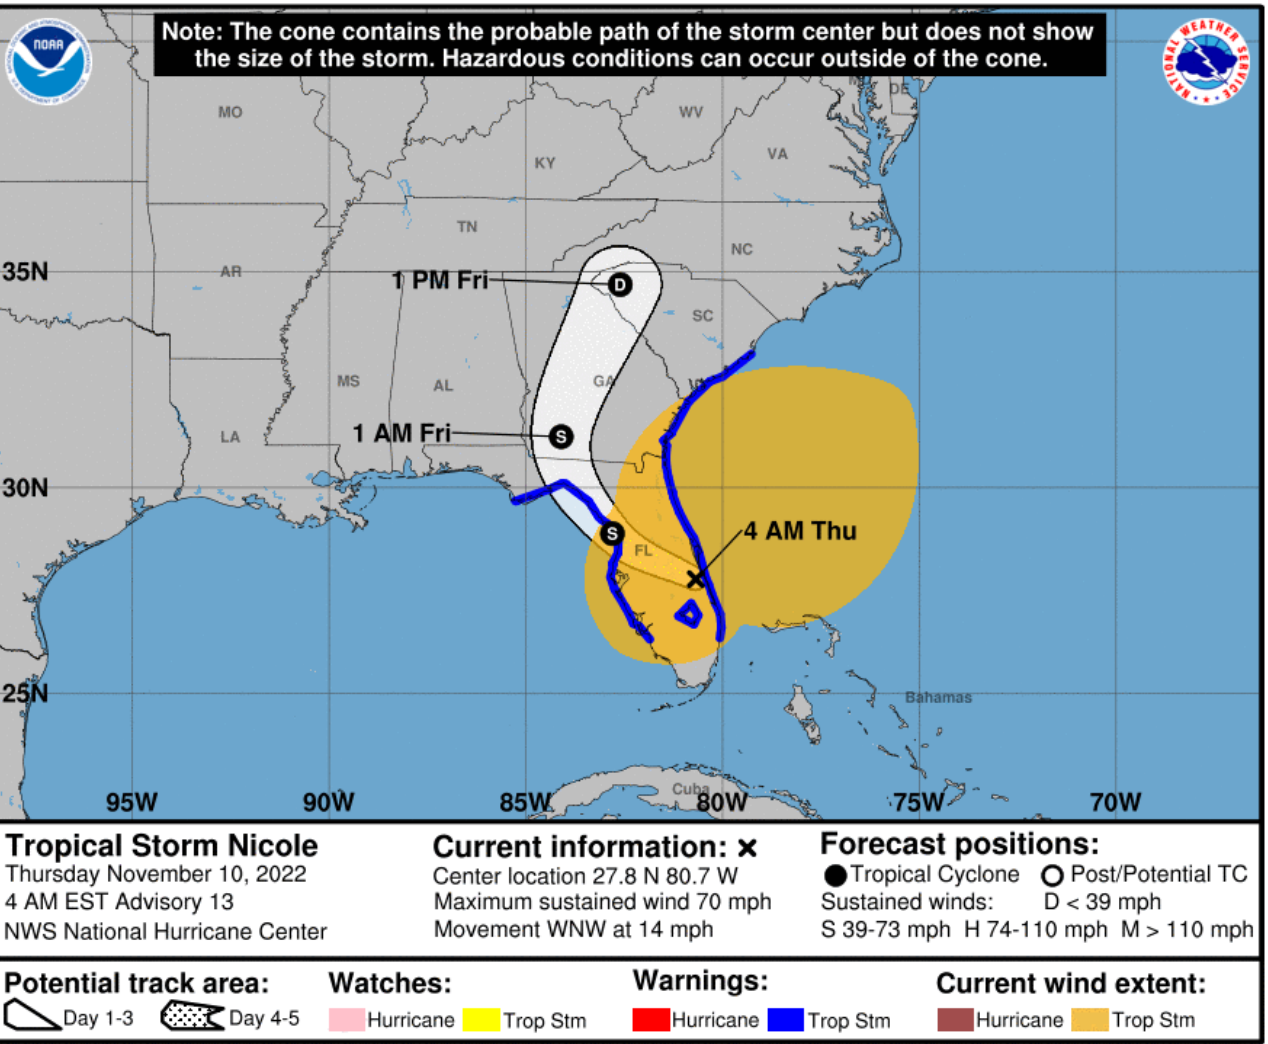 Note: The cone contains the probable path of the storm center but does not show
the size of the storm. Hazardous conditions can occur outside of the cone.
NOAA
NATIONAL WEATHER SERVICE
MO
KY
WV
VA
DE
TN
NC
AR
SC
MS
AL
GA
LA
FL
Bahamas
Cuba
1 PM Fri
D
1 AM Fri
S
S
4 AM Thu
35N
30N
25N
95W
90W
85W
80W
75W
70W
Tropical Storm Nicole
Thursday November 10, 2022
4 AM EST Advisory 13
NWS National Hurricane Center
Current information: x
Center location 27.8 N 80.7 W
Maximum sustained wind 70 mph
Movement WNW at 14 mph
Forecast positions:
Tropical Cyclone Post/Potential TC
Sustained winds: D < 39 mph
S 39-73 mph H 74-110 mph M > 110 mph
Potential track area:
Day 1-3 Day 4-5
Watches:
Hurricane Trop Stm
Warnings:
Hurricane Trop Stm
Current wind extent:
Hurricane Trop Stm